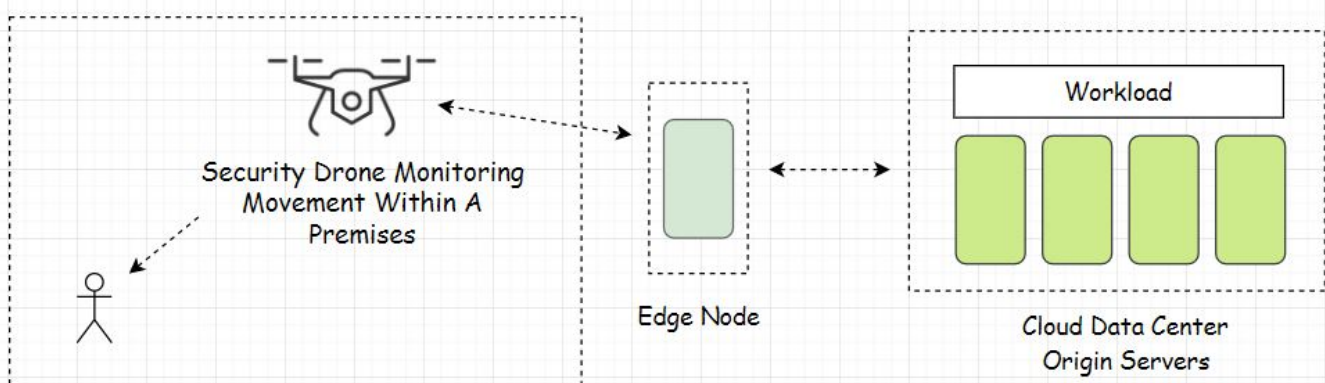 Security Drone Monitoring
Movement Within A
Premises
Edge Node
Workload
Cloud Data Center
Origin Servers